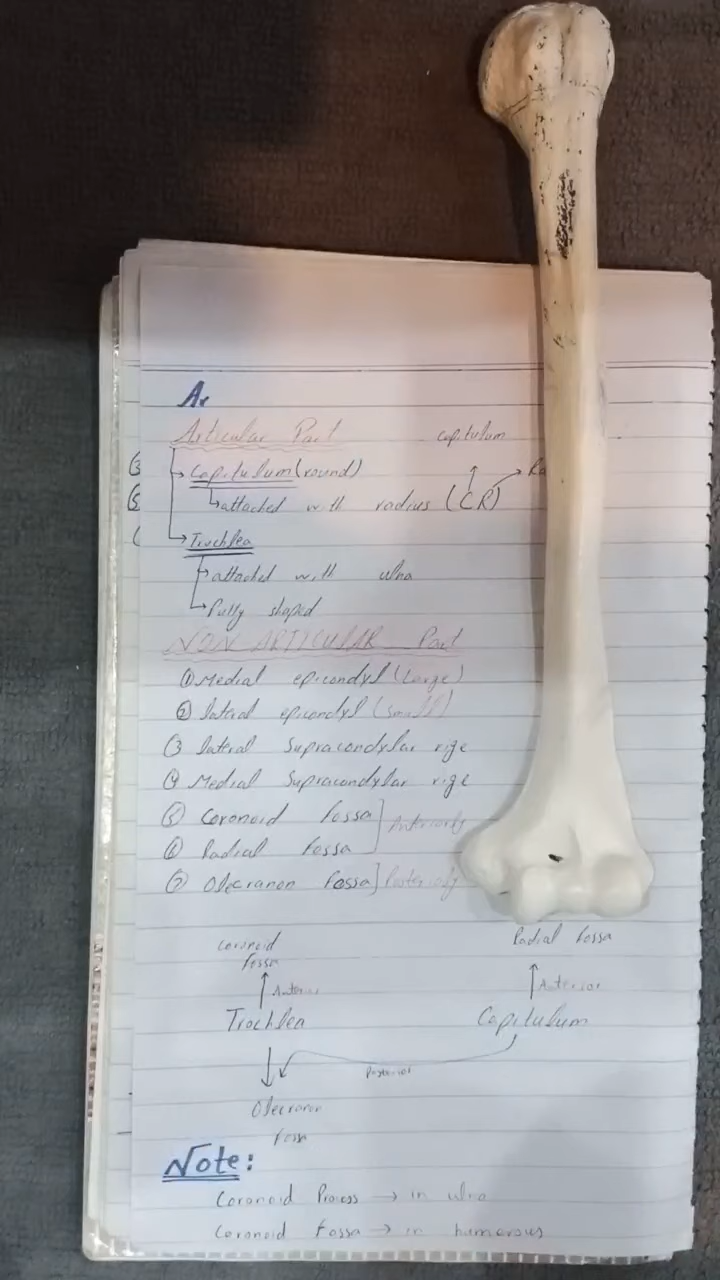 Ar
Articular Part
Capitulum (round)
capitulum
attached with radius (CR)
Ra
Trochlea
attached with ulna
Pully shaped
NON ARTICULAR Part
① Medial epicondyl (Large)
② lateral epicondyl (small)
③ lateral Supracondylar rige
④ Medial Supracondylar rige
⑤ Coronoid fossa
⑥ Radial fossa
Anteriorly
⑦ Olecranon fossa] Posteriorly
Coronoid fossa
Radial fossa
Anterior
Anterior
Trochlea
Capitulum
Posterior
Olecranon
fossa
Note:
Coronoid Process → in ulna
Coronoid fossa → in humerous